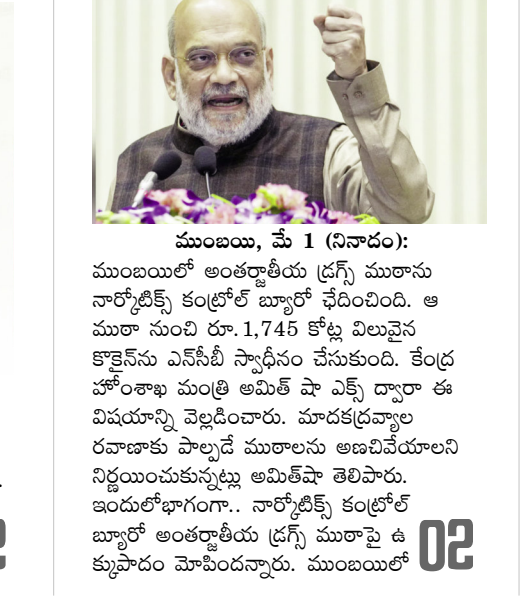 ముంబయి, మే 1 (నినాదం):
ముంబయిలో అంతర్జాతీయ డ్రగ్స్ ముఠాను
నార్కోటిక్స్ కంట్రోల్ బ్యూరో ఛేదించింది. ఆ
ముఠా నుంచి రూ.1,745 కోట్ల విలువైన
కొకైన్‌ను ఎన్‌సీబీ స్వాధీనం చేసుకుంది. కేంద్ర
హోంశాఖ మంత్రి అమిత్ షా ఎక్స్ ద్వారా ఈ
విషయాన్ని వెల్లడించారు. మాదకద్రవ్యాల
రవాణాకు పాల్పడే ముఠాలను అణచివేయాలని
నిర్ణయించుకున్నట్లు అమిత్‌షా తెలిపారు.
ఇందులోభాగంగా.. నార్కోటిక్స్ కంట్రోల్
బ్యూరో అంతర్జాతీయ డ్రగ్స్ ముఠాపై ఉ
క్కుపాదం మోపిందన్నారు. ముంబయిలో 02